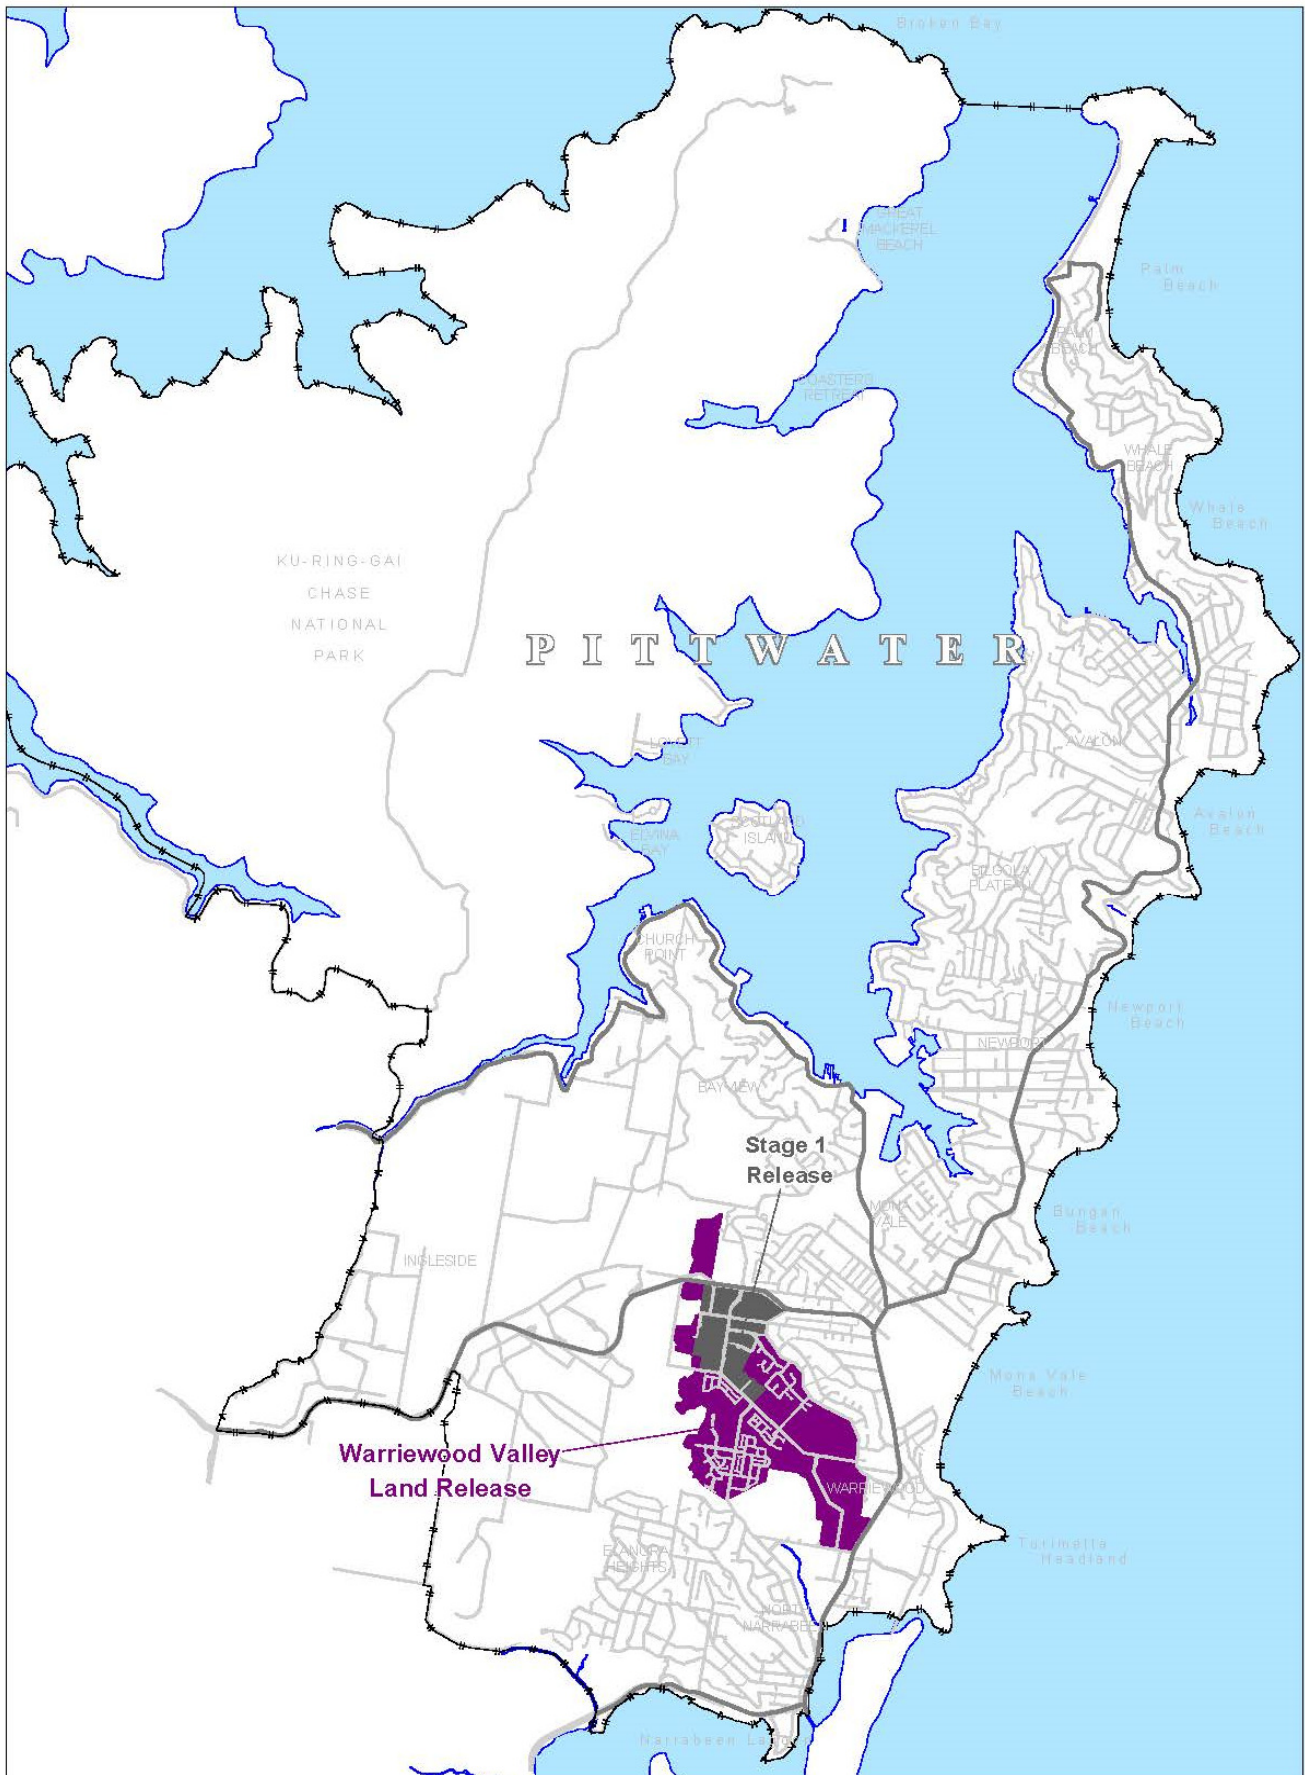 Broken Bay
GREAT
MACKEREL
BEACH
Palm
Beach
PALM
BEACH
COASTERS
RETREAT
WHALE
BEACH
Whale
Beach
KU-RING-GAI
CHASE
NATIONAL
PARK
PITTWATER
LOVETT
BAY
AVALON
Avalon
Beach
SCOTLAND
ISLAND
ELVINA
BAY
BILGOLA
PLATEAU
CHURCH
POINT
Newport
Beach
NEWPORT
BAYVIEW
Stage 1
Release
MONA
VALE
Bungan
Beach
INGLESIDE
Mona Vale
Beach
Warriewood Valley
Land Release
WARRIEWOOD
Turimetta
Headland
ELANORA
HEIGHTS
NORTH
NARRABEEN
Narrabeen Lagoon